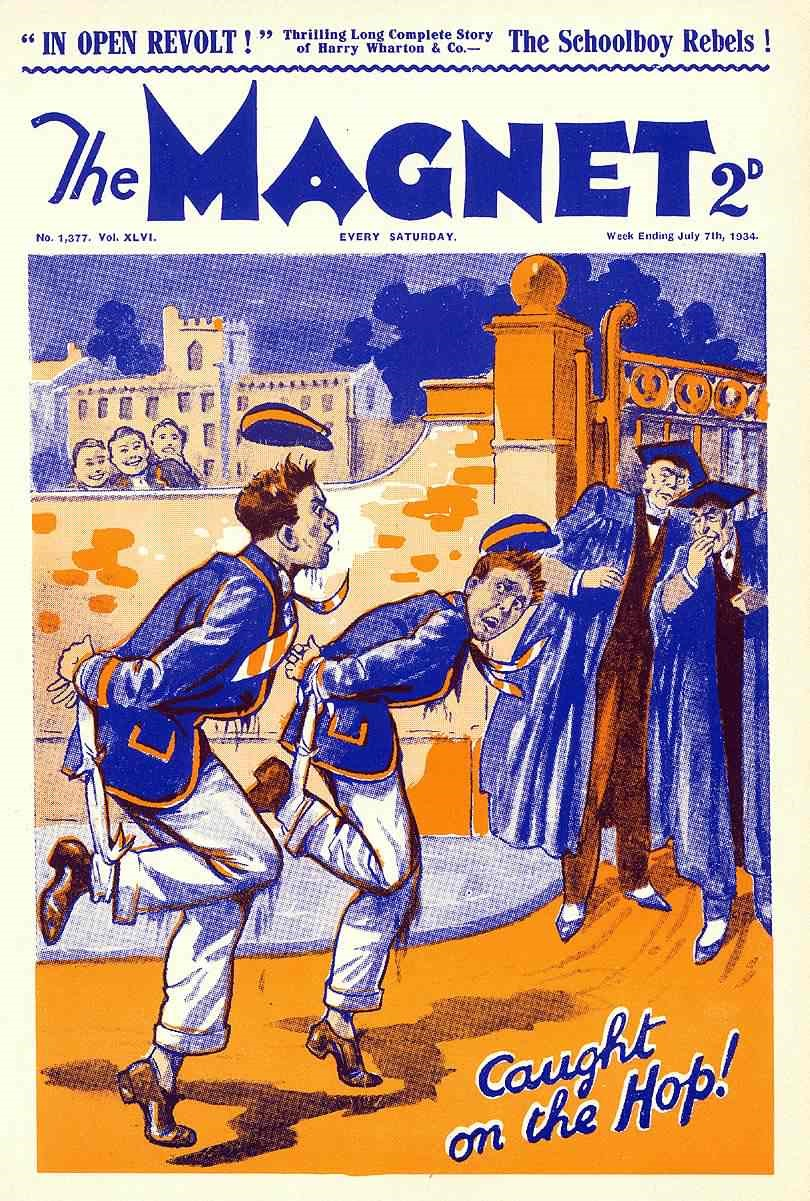 “IN OPEN REVOLT!” Thrilling Long Complete Story of Harry Wharton & Co.— The Schoolboy Rebels!
The MAGNET 2D
No. 1,377. Vol. XLVI. EVERY SATURDAY. Week Ending July 7th, 1934.
Caught
on the Hop!